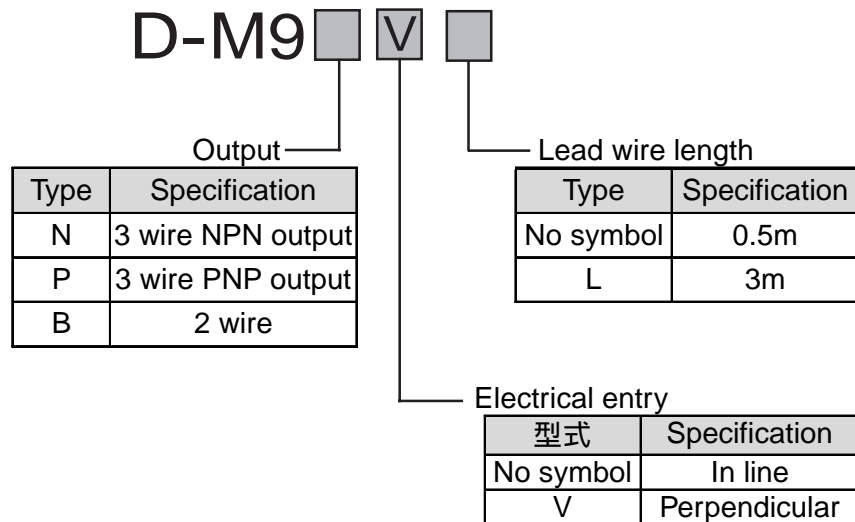 D-M9 V
Output
Type Specification
N 3 wire NPN output
P 3 wire PNP output
B 2 wire
Lead wire length
Type Specification
No symbol 0.5m
L 3m
Electrical entry
型式 Specification
No symbol In line
V Perpendicular